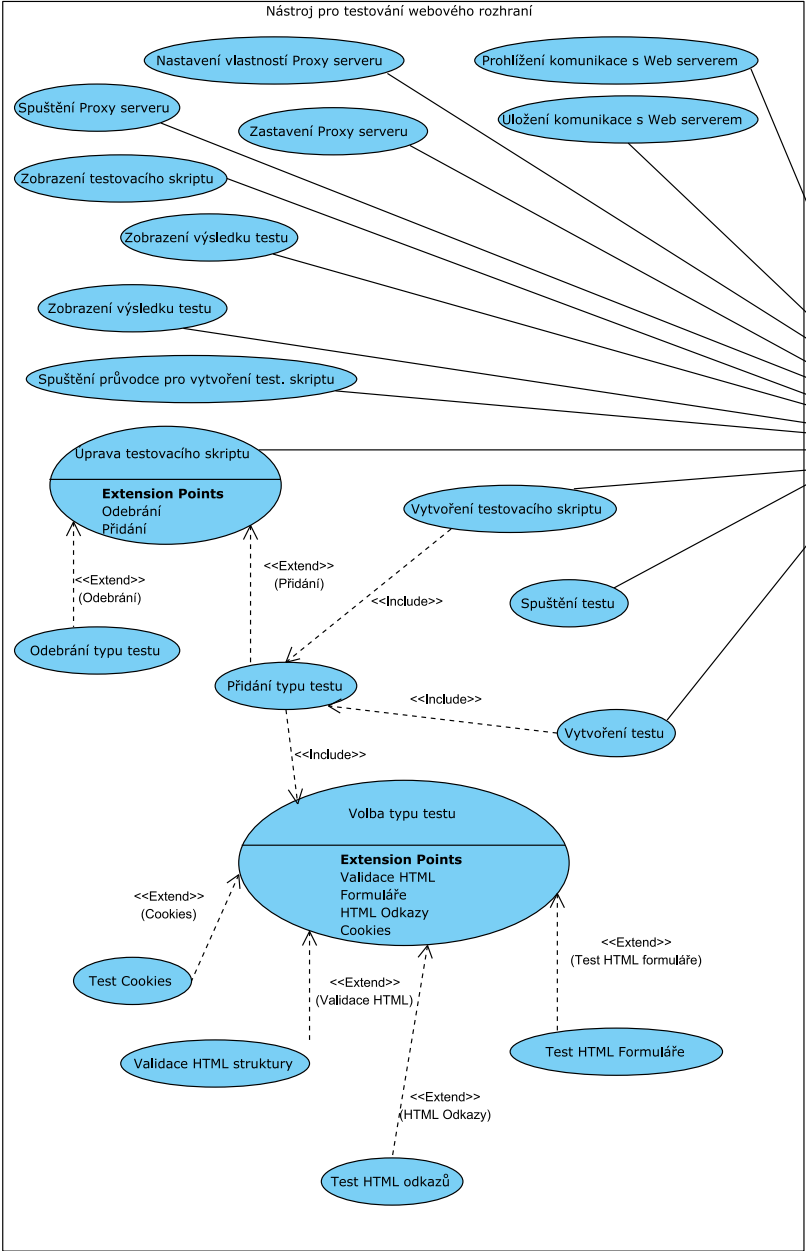 Nástroj pro testování webového rozhraní
Nastavení vlastností Proxy serveru
Prohlížení komunikace s Web serverem
Spuštění Proxy serveru
Zastavení Proxy serveru
Uložení komunikace s Web serverem
Zobrazení testovacího skriptu
Zobrazení výsledku testu
Zobrazení výsledku testu
Spuštění průvodce pro vytvoření test. skriptu
Úprava testovacího skriptu
Extension Points
Odebrání
Přidání
Vytvoření testovacího skriptu
<<Extend>>
(Odebrání)
<<Extend>>
(Přidání)
<<Include>>
Spuštění testu
Odebrání typu testu
Přidání typu testu
<<Include>>
Vytvoření testu
<<Include>>
Volba typu testu
Extension Points
Validace HTML
Formuláře
HTML Odkazy
Cookies
<<Extend>>
(Cookies)
<<Extend>>
(Test HTML formuláře)
Test Cookies
<<Extend>>
(Validace HTML)
Validace HTML struktury
Test HTML Formuláře
<<Extend>>
(HTML Odkazy)
Test HTML odkazů